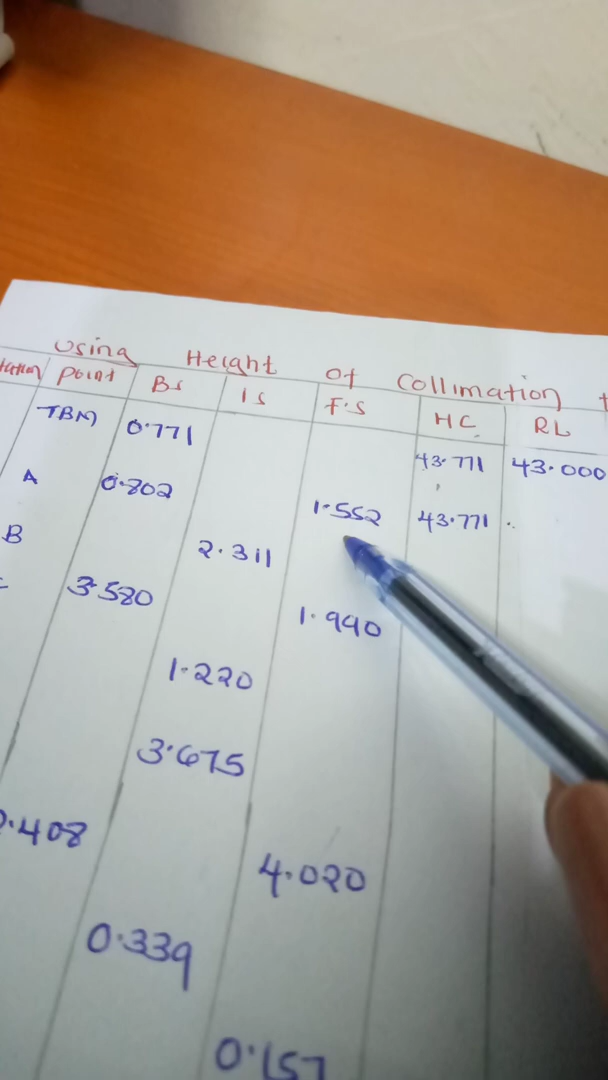 using Height of Collimation
point Bs Is F.S HC RL
TBM 0.771 43.771 43.000
A 0.802 1.552 43.771
B 2.311
3.580 1.990
1.220
3.675
.408 4.020
0.339
0.157